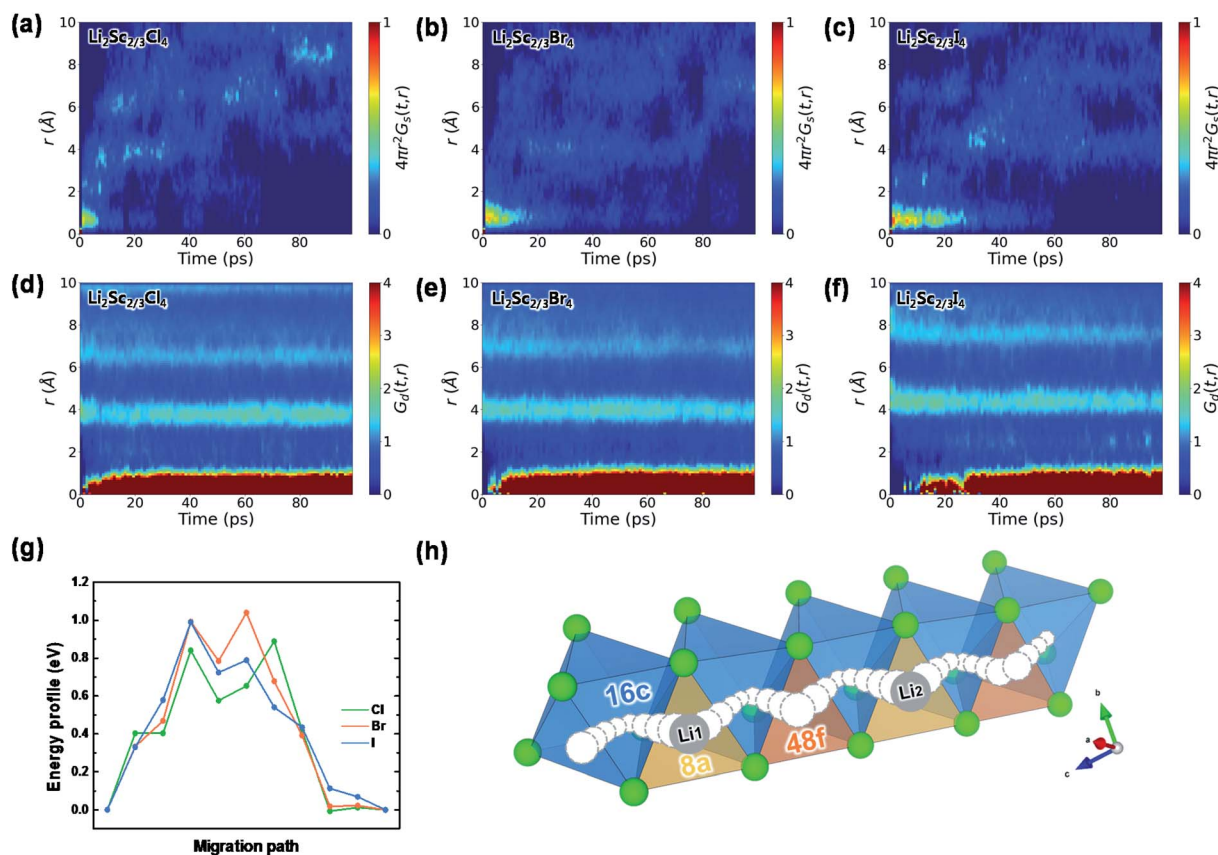 (a)
Li2Sc2/3Cl4
r (Å)
10
8
6
4
2
0
0 20 40 60 80
Time (ps)
1
0
4πr²Gs(t,r)
(b)
Li2Sc2/3Br4
r (Å)
10
8
6
4
2
0
0 20 40 60 80
Time (ps)
1
0
4πr²Gs(t,r)
(c)
Li2Sc2/3I4
r (Å)
10
8
6
4
2
0
0 20 40 60 80
Time (ps)
1
0
4πr²Gs(t,r)
(d)
Li2Sc2/3Cl4
r (Å)
10
8
6
4
2
0
0 20 40 60 80
Time (ps)
4
3
2
1
0
Gd(t,r)
(e)
Li2Sc2/3Br4
r (Å)
10
8
6
4
2
0
0 20 40 60 80
Time (ps)
4
3
2
1
0
Gd(t,r)
(f)
Li2Sc2/3I4
r (Å)
10
8
6
4
2
0
0 20 40 60 80
Time (ps)
4
3
2
1
0
Gd(t,r)
(g)
Energy profile (eV)
1.2
1.0
0.8
0.6
0.4
0.2
0.0
Cl
Br
I
Migration path
(h)
16c
Li1
8a
48f
Li2
b
a
c